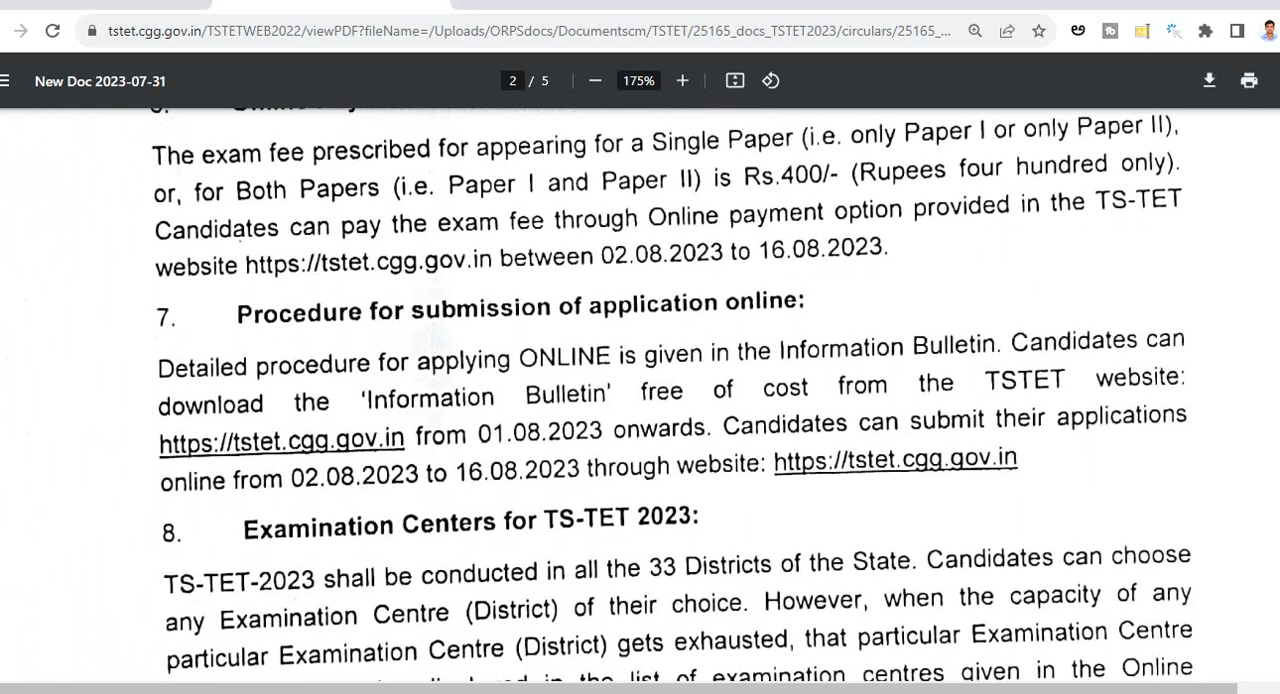 tstet.cgg.gov.in/TSTETWEB2022/viewPDF?fileName=/Uploads/ORPSdocs/Documentscm/TSTET/25165_docs_TSTET2023/circulars/25165_...
New Doc 2023-07-31
2 / 5
175%
The exam fee prescribed for appearing for a Single Paper (i.e. only Paper I or only Paper II),
or, for Both Papers (i.e. Paper I and Paper II) is Rs.400/- (Rupees four hundred only).
Candidates can pay the exam fee through Online payment option provided in the TS-TET
website https://tstet.cgg.gov.in between 02.08.2023 to 16.08.2023.
7. Procedure for submission of application online:
Detailed procedure for applying ONLINE is given in the Information Bulletin. Candidates can
download the 'Information Bulletin' free of cost from the TSTET website:
https://tstet.cgg.gov.in from 01.08.2023 onwards. Candidates can submit their applications
online from 02.08.2023 to 16.08.2023 through website: https://tstet.cgg.gov.in
8. Examination Centers for TS-TET 2023:
TS-TET-2023 shall be conducted in all the 33 Districts of the State. Candidates can choose
any Examination Centre (District) of their choice. However, when the capacity of any
particular Examination Centre (District) gets exhausted, that particular Examination Centre
in the list of examination centres given in the Online